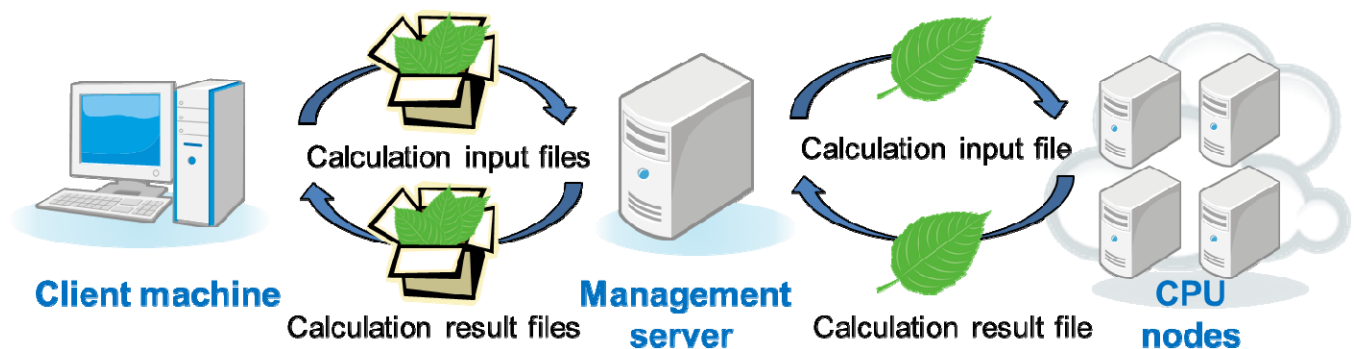 Calculation input files
Calculation input file
Client machine
Calculation result files
Management
server
Calculation result file
CPU
nodes